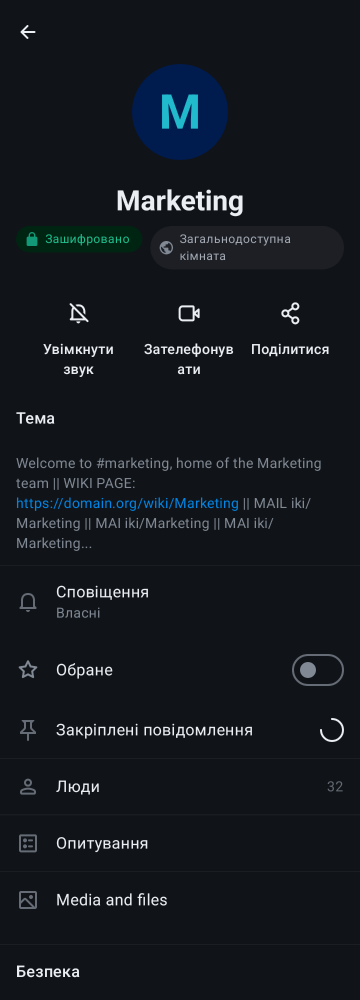 M
Marketing
Зашифровано
Загальнодоступна
кімната
Увімкнути
звук
Зателефонув
ати
Поділитися
Тема
Welcome to #marketing, home of the Marketing
team || WIKI PAGE:
https://domain.org/wiki/Marketing || MAIL iki/
Marketing || MAI iki/Marketing || MAI iki/
Marketing...
Сповіщення
Власні
Обране
Закріплені повідомлення
Люди
32
Опитування
Media and files
Безпека